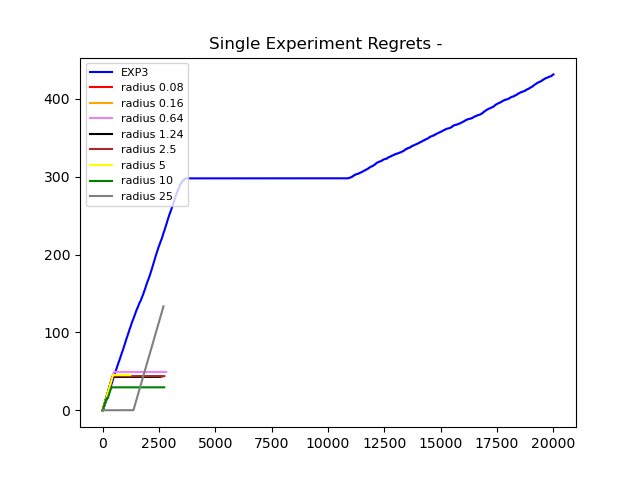 Single Experiment Regrets -
EXP3
radius 0.08
radius 0.16
radius 0.64
radius 1.24
radius 2.5
radius 5
radius 10
radius 25
400
300
200
100
0
0 2500 5000 7500 10000 12500 15000 17500 20000